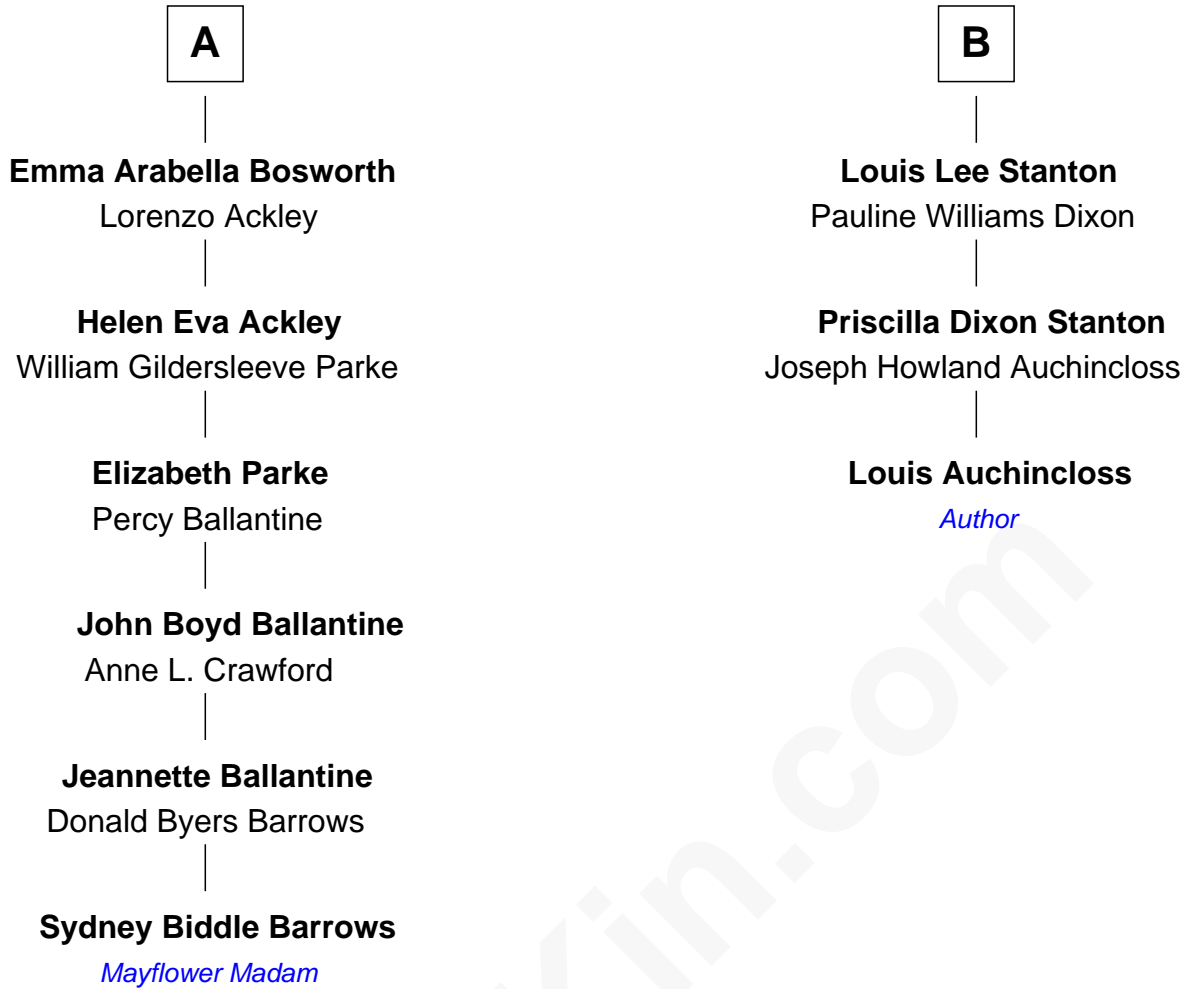 A
Emma Arabella Bosworth
Lorenzo Ackley
Helen Eva Ackley
William Gildersleeve Parke
Elizabeth Parke
Percy Ballantine
John Boyd Ballantine
Anne L. Crawford
Jeannette Ballantine
Donald Byers Barrows
Sydney Biddle Barrows
Mayflower Madam
B
Louis Lee Stanton
Pauline Williams Dixon
Priscilla Dixon Stanton
Joseph Howland Auchincloss
Louis Auchincloss
Author
Kin.com